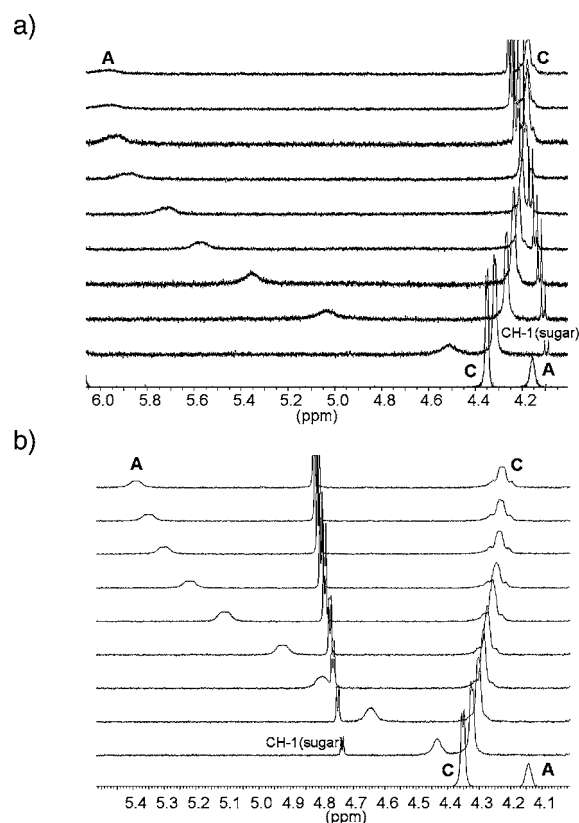 a)
A C
CH-1(sugar)
C A
6.0 5.8 5.6 5.4 5.2 5.0 4.8 4.6 4.4 4.2
(ppm)
b)
A C
CH-1(sugar)
C A
5.4 5.3 5.2 5.1 5.0 4.9 4.8 4.7 4.6 4.5 4.4 4.3 4.2 4.1
(ppm)